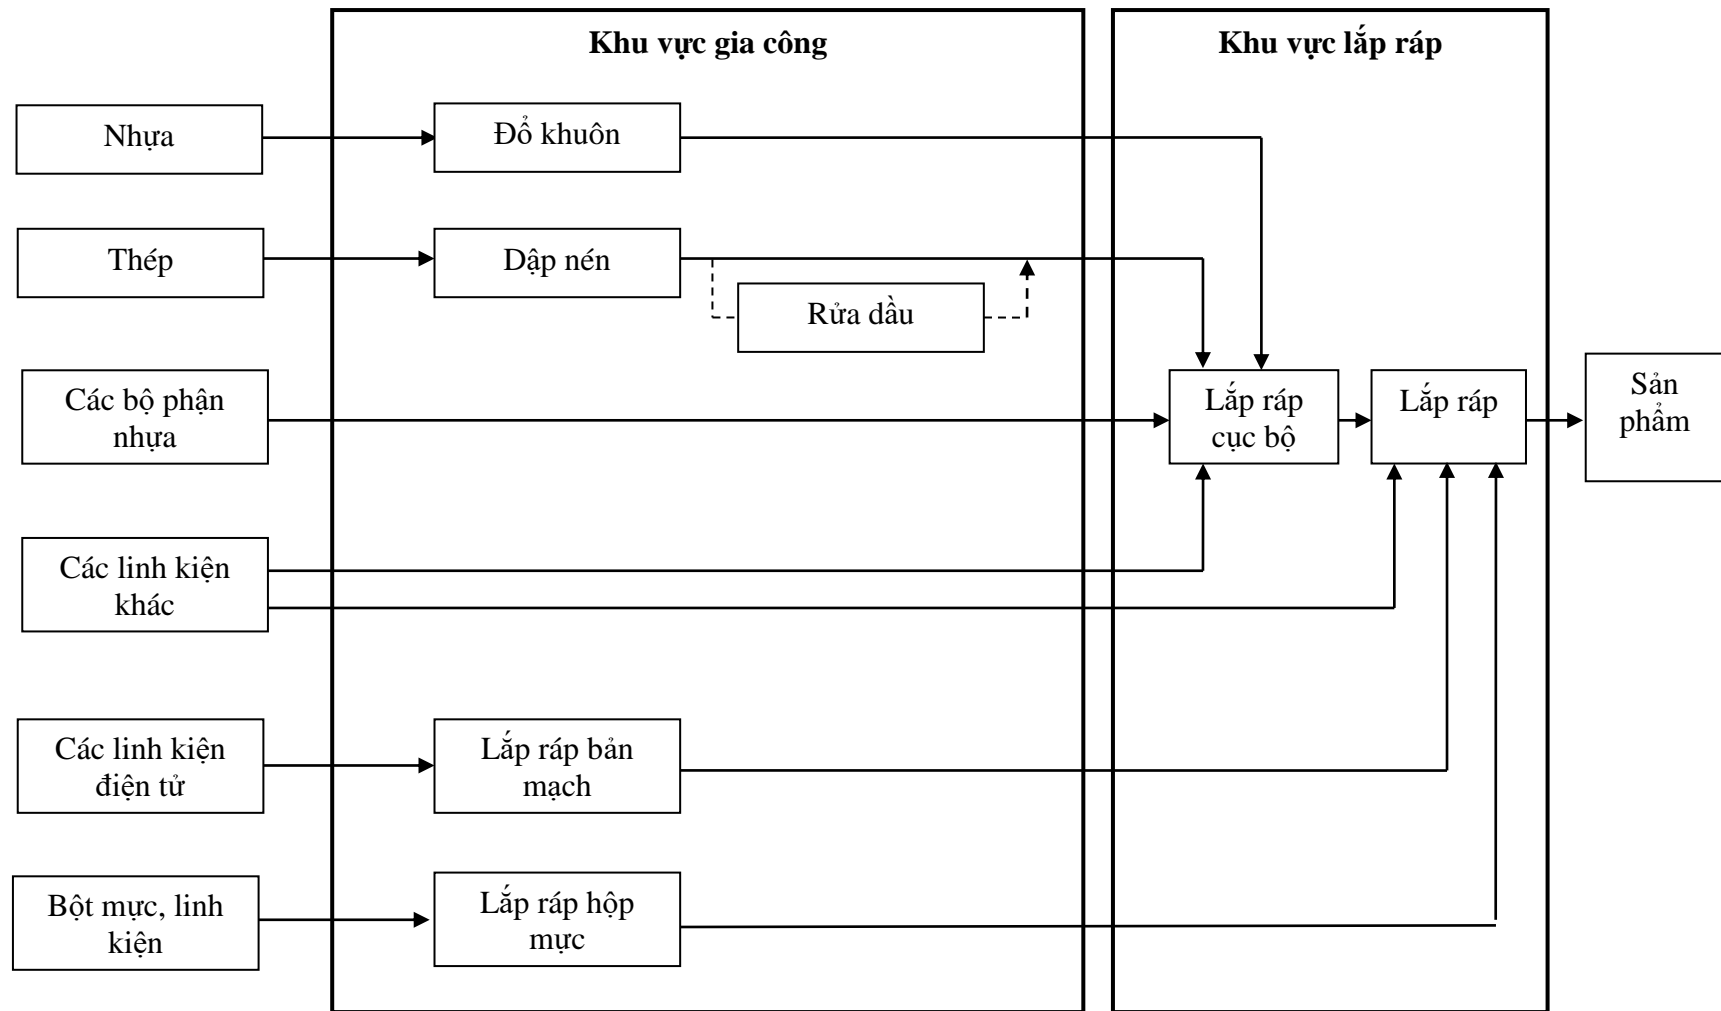 Khu vực gia công
Khu vực lắp ráp
Nhựa
Đổ khuôn
Thép
Dập nén
Rửa dầu
Các bộ phận
nhựa
Lắp ráp
cục bộ
Lắp ráp
Sản
phẩm
Các linh kiện
khác
Các linh kiện
điện tử
Lắp ráp bản
mạch
Bột mực, linh
kiện
Lắp ráp hộp
mực